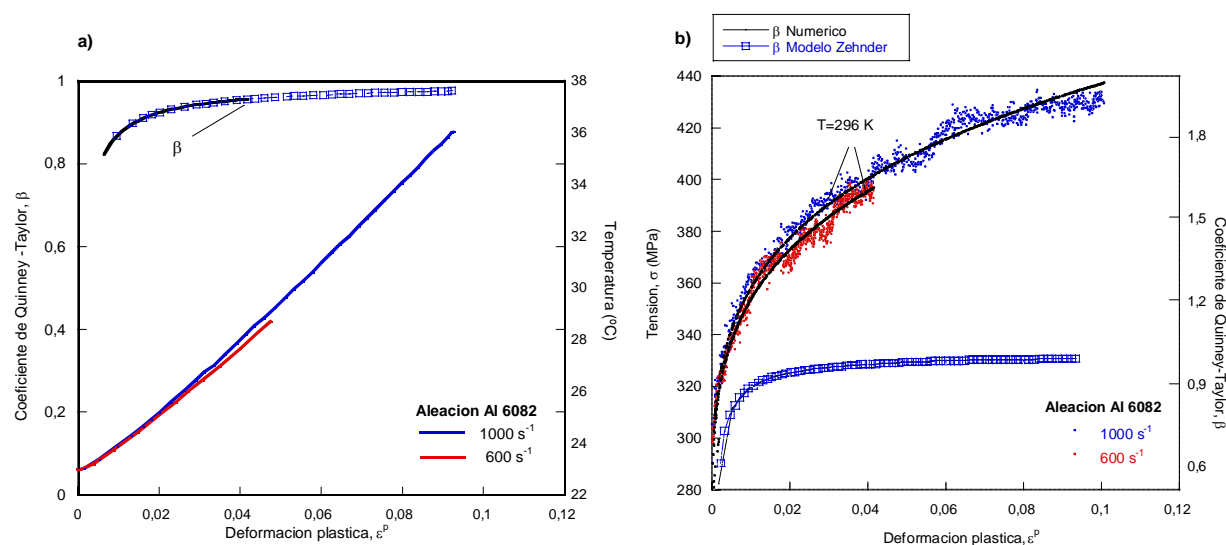 a)
Coeficiente de Quinney -Taylor, β
1
0,8
0,6
0,4
0,2
0
β
38
36
34
32
30
28
26
24
22
Temperatura (ºC)
Aleacion Al 6082
1000 s-1
600 s-1
0
0,02
0,04
0,06
0,08
0,1
0,12
Deformacion plastica, εp
β Numerico
β Modelo Zehnder
b)
Tension, σ (MPa)
440
420
400
380
360
340
320
300
280
T=296 K
1,8
1,5
1,2
0,9
0,6
Coeficiente de Quinney-Taylor, β
Aleacion Al 6082
1000 s-1
600 s-1
0
0,02
0,04
0,06
0,08
0,1
0,12
Deformacion plastica, εp